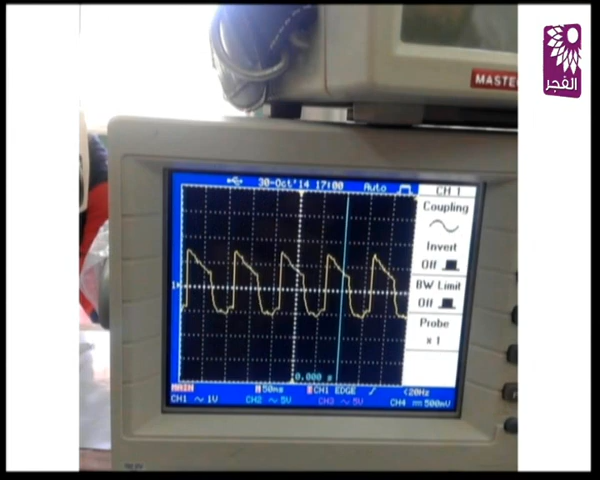 MASTE
الفجر
30-Oct'14 17:00 Auto
CH 1
Coupling
Invert
Off
BW Limit
Off
Probe
x 1
1
0.000 s
MAIN 50ms CH1 EDGE <20Hz
CH1 ~ 1V CH2 ~ 5V CH3 ~ 5V CH4 500mV